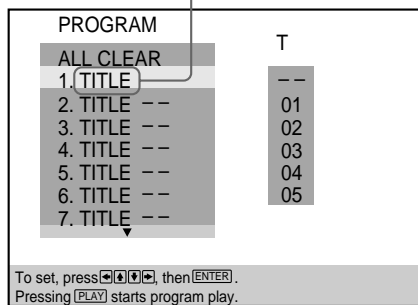 PROGRAM
T
ALL CLEAR
1. TITLE
2. TITLE – –
3. TITLE – –
4. TITLE – –
5. TITLE – –
6. TITLE – –
7. TITLE – –
– –
01
02
03
04
05
To set, press ←↑↓→, then ENTER.
Pressing PLAY starts program play.